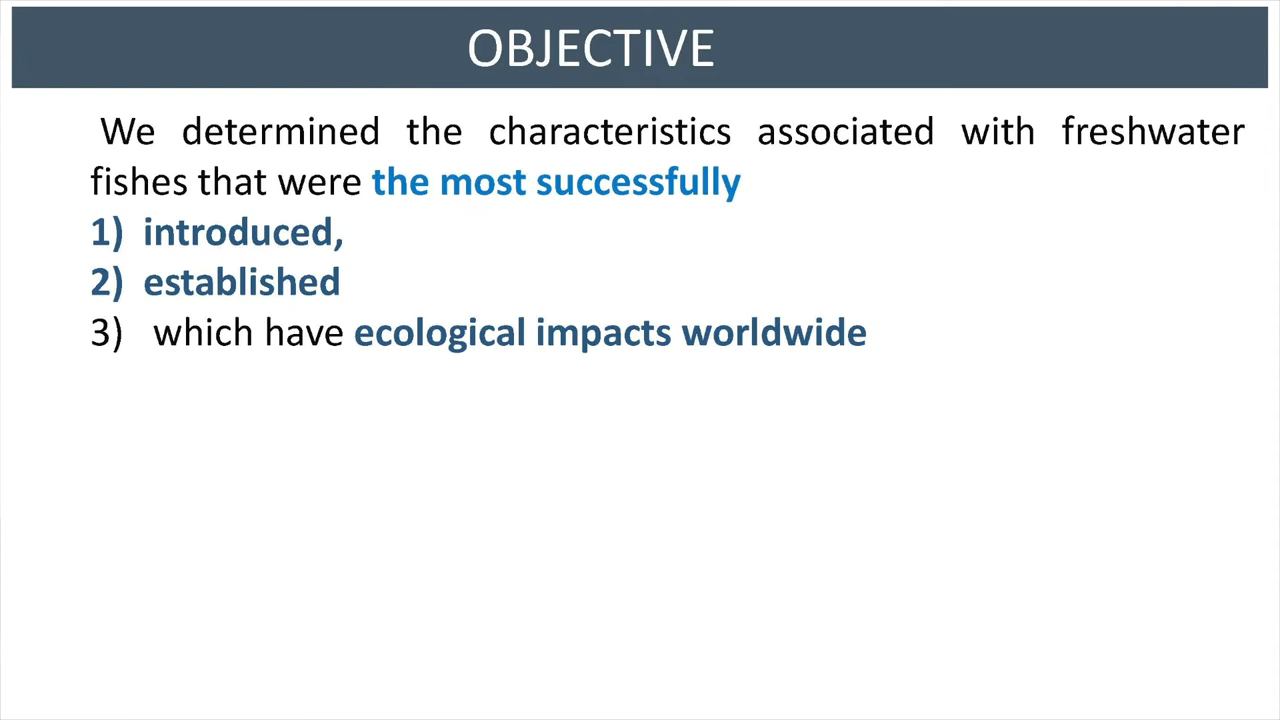 OBJECTIVE
We determined the characteristics associated with freshwater
fishes that were the most successfully
1) introduced,
2) established
3) which have ecological impacts worldwide